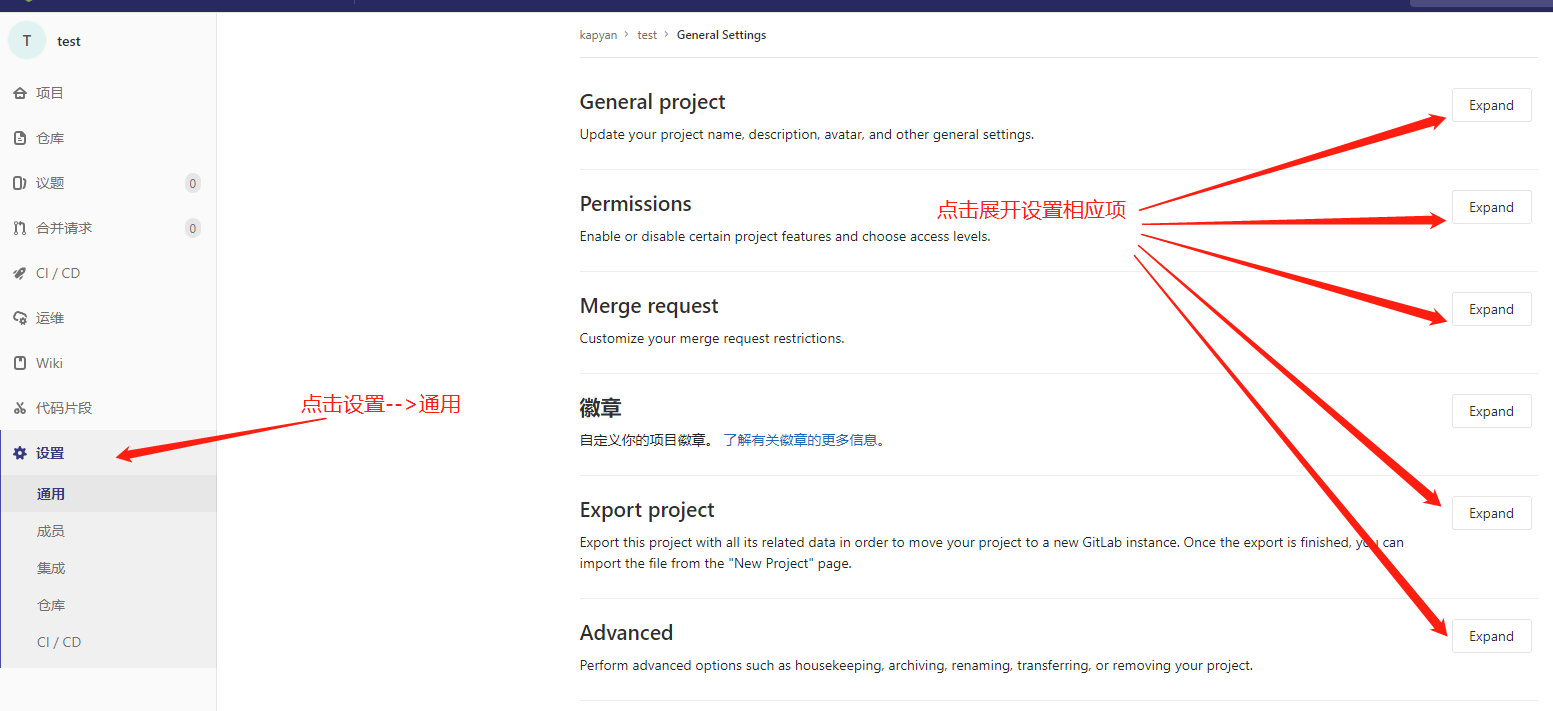 T test
项目
仓库
议题 0
合并请求 0
CI / CD
运维
Wiki
代码片段
设置
通用
成员
集成
仓库
CI / CD
点击设置-->通用
kapyan > test > General Settings
General project
Expand
Update your project name, description, avatar, and other general settings.
Permissions
点击展开设置相应项
Expand
Enable or disable certain project features and choose access levels.
Merge request
Expand
Customize your merge request restrictions.
徽章
Expand
自定义你的项目徽章。 了解有关徽章的更多信息。
Export project
Expand
Export this project with all its related data in order to move your project to a new GitLab instance. Once the export is finished, you can
import the file from the "New Project" page.
Advanced
Expand
Perform advanced options such as housekeeping, archiving, renaming, transferring, or removing your project.